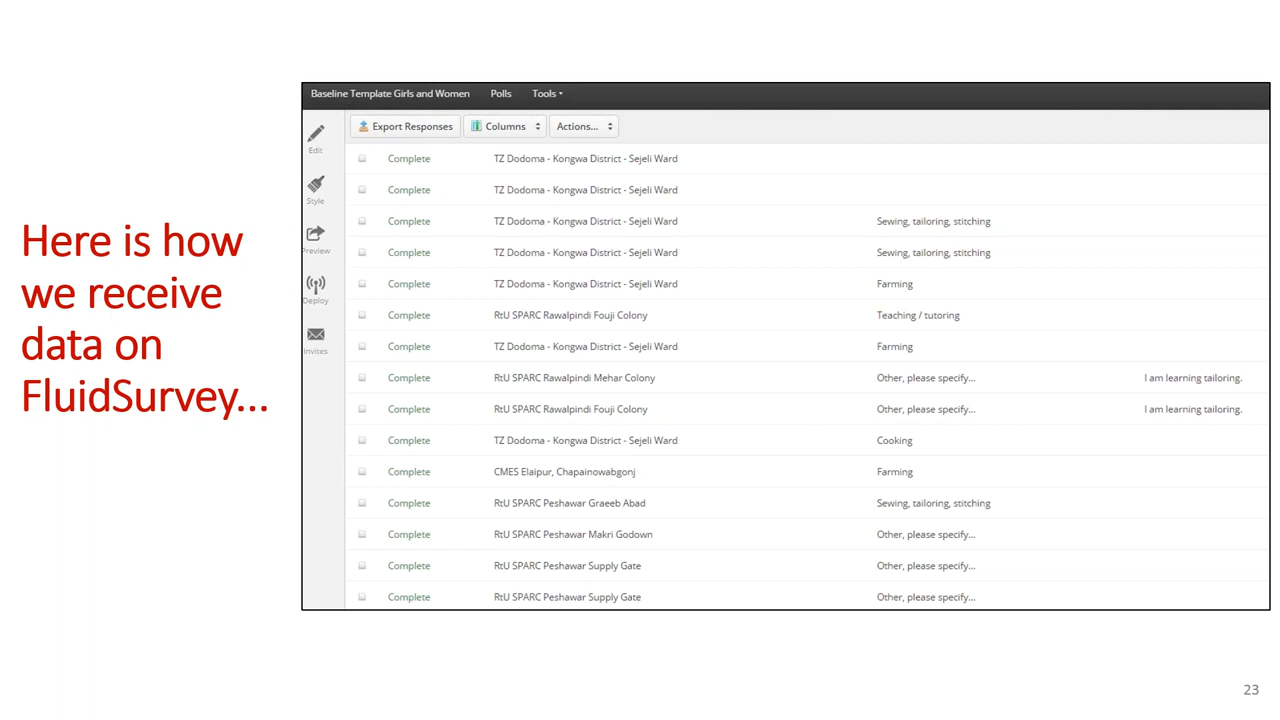 Here is how
we receive
data on
FluidSurvey...
Baseline Template Girls and Women Polls Tools
Export Responses Columns Actions...
Edit
Style
Preview
Deploy
Invites
Complete TZ Dodoma - Kongwa District - Sejeli Ward
Complete TZ Dodoma - Kongwa District - Sejeli Ward
Complete TZ Dodoma - Kongwa District - Sejeli Ward Sewing, tailoring, stitching
Complete TZ Dodoma - Kongwa District - Sejeli Ward Sewing, tailoring, stitching
Complete TZ Dodoma - Kongwa District - Sejeli Ward Farming
Complete RtU SPARC Rawalpindi Fouji Colony Teaching / tutoring
Complete TZ Dodoma - Kongwa District - Sejeli Ward Farming
Complete RtU SPARC Rawalpindi Mehar Colony Other, please specify... I am learning tailoring.
Complete RtU SPARC Rawalpindi Fouji Colony Other, please specify... I am learning tailoring.
Complete TZ Dodoma - Kongwa District - Sejeli Ward Cooking
Complete CMES Elaipur, Chapainowabgonj Farming
Complete RtU SPARC Peshawar Graeeb Abad Sewing, tailoring, stitching
Complete RtU SPARC Peshawar Makri Godown Other, please specify...
Complete RtU SPARC Peshawar Supply Gate Other, please specify...
Complete RtU SPARC Peshawar Supply Gate Other, please specify...
23